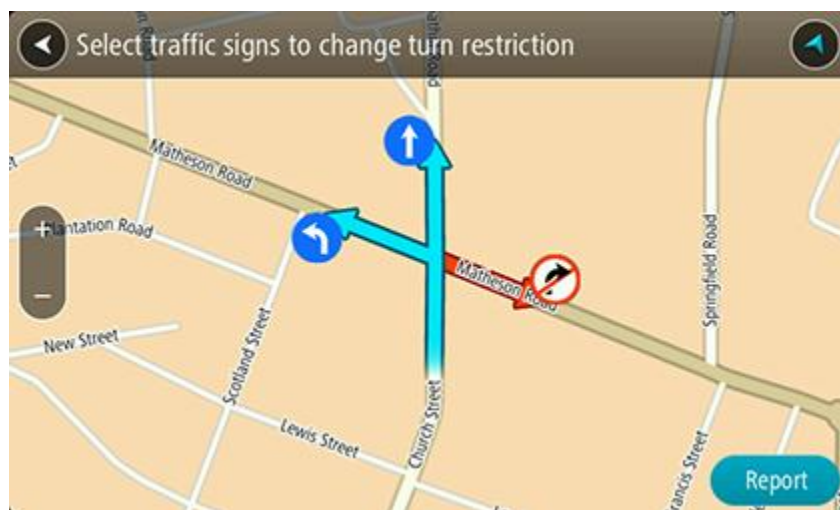 Select traffic signs to change turn restriction
Matheson Road
Plantation Road
Matheson Road
Springfield Road
New Street
Scotland Street
Lewis Street
Church Street
Report